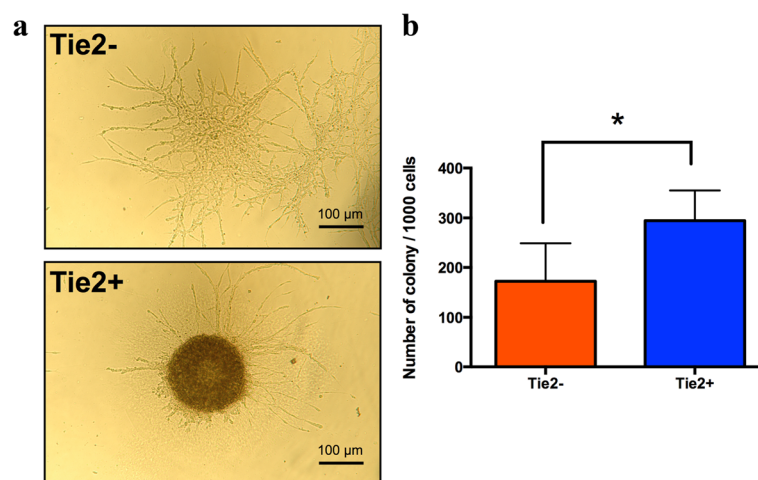 a
Tie2-
100 µm
Tie2+
100 µm
b
*
Number of colony / 1000 cells
400
300
200
100
0
Tie2-
Tie2+